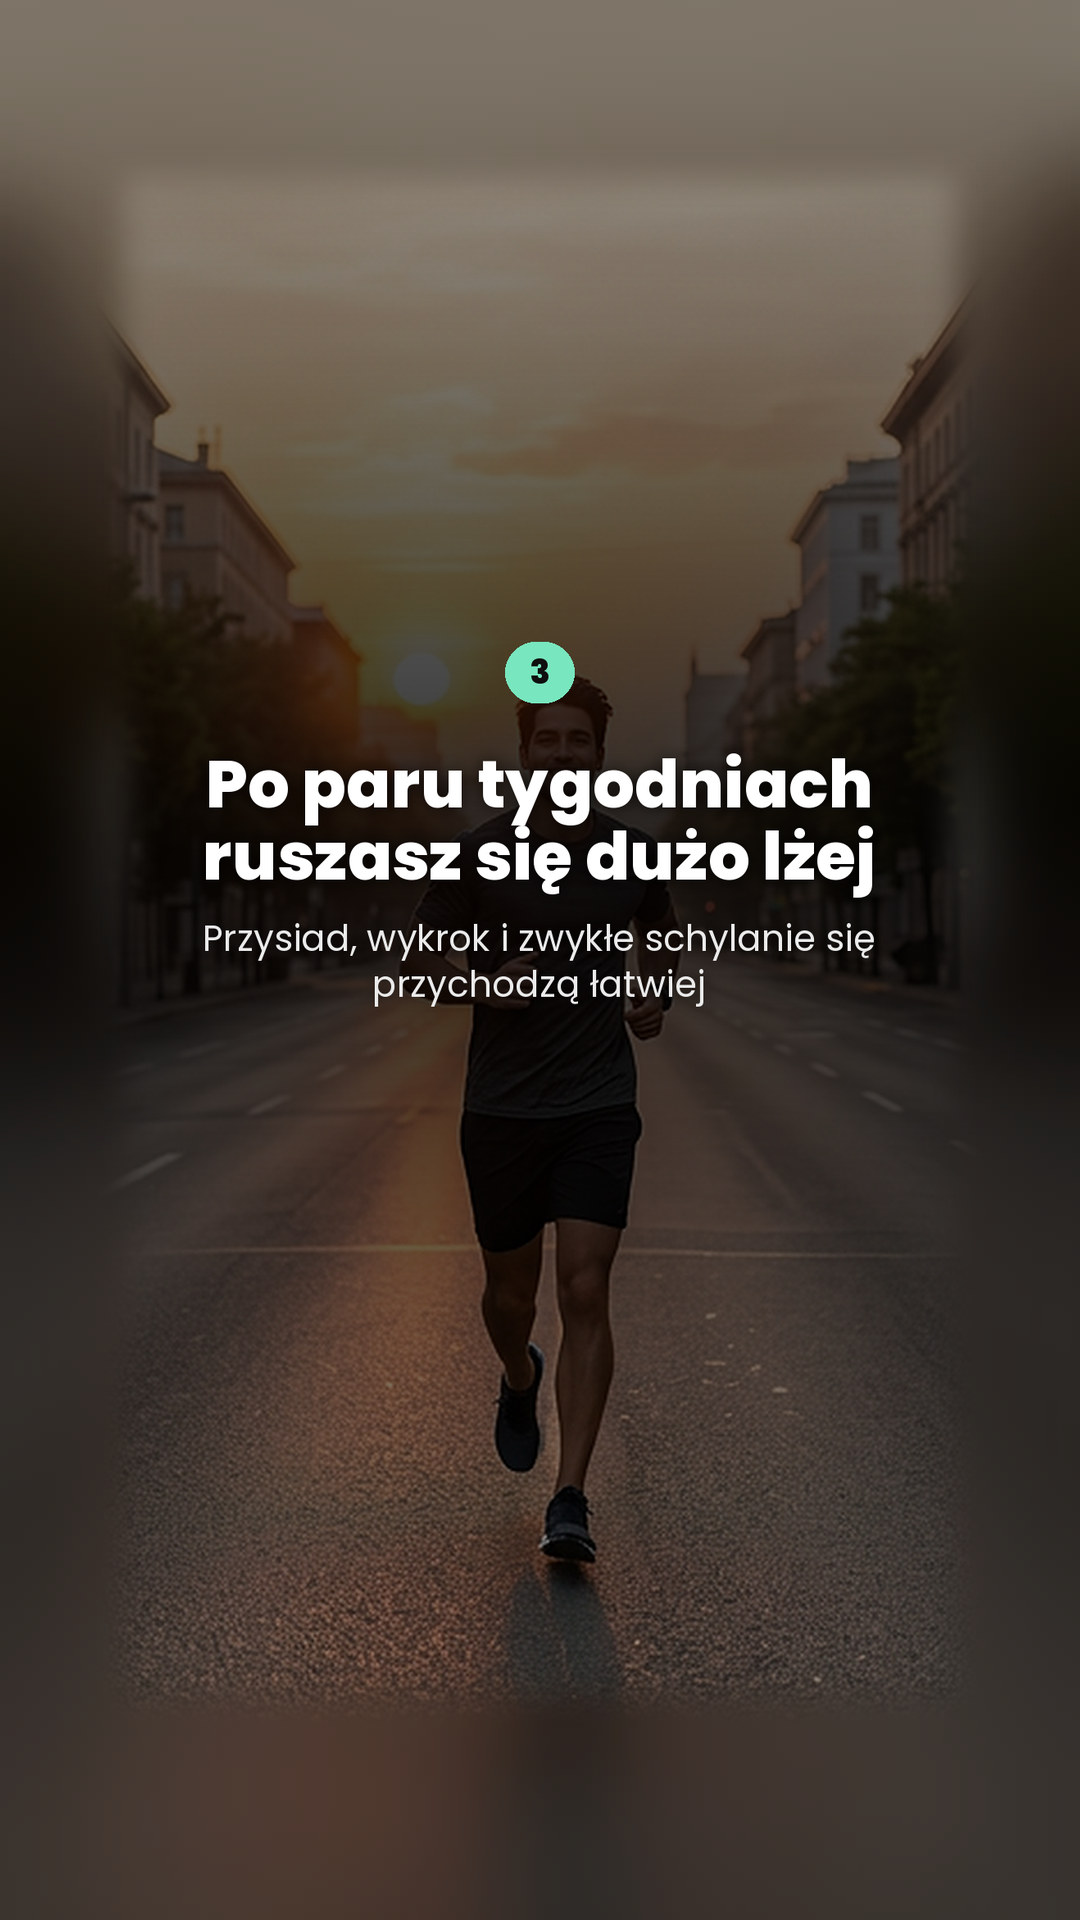 3
Po paru tygodniach
ruszasz się dużo lżej
Przysiad, wykrok i zwykłe schylanie się
przychodzą łatwiej